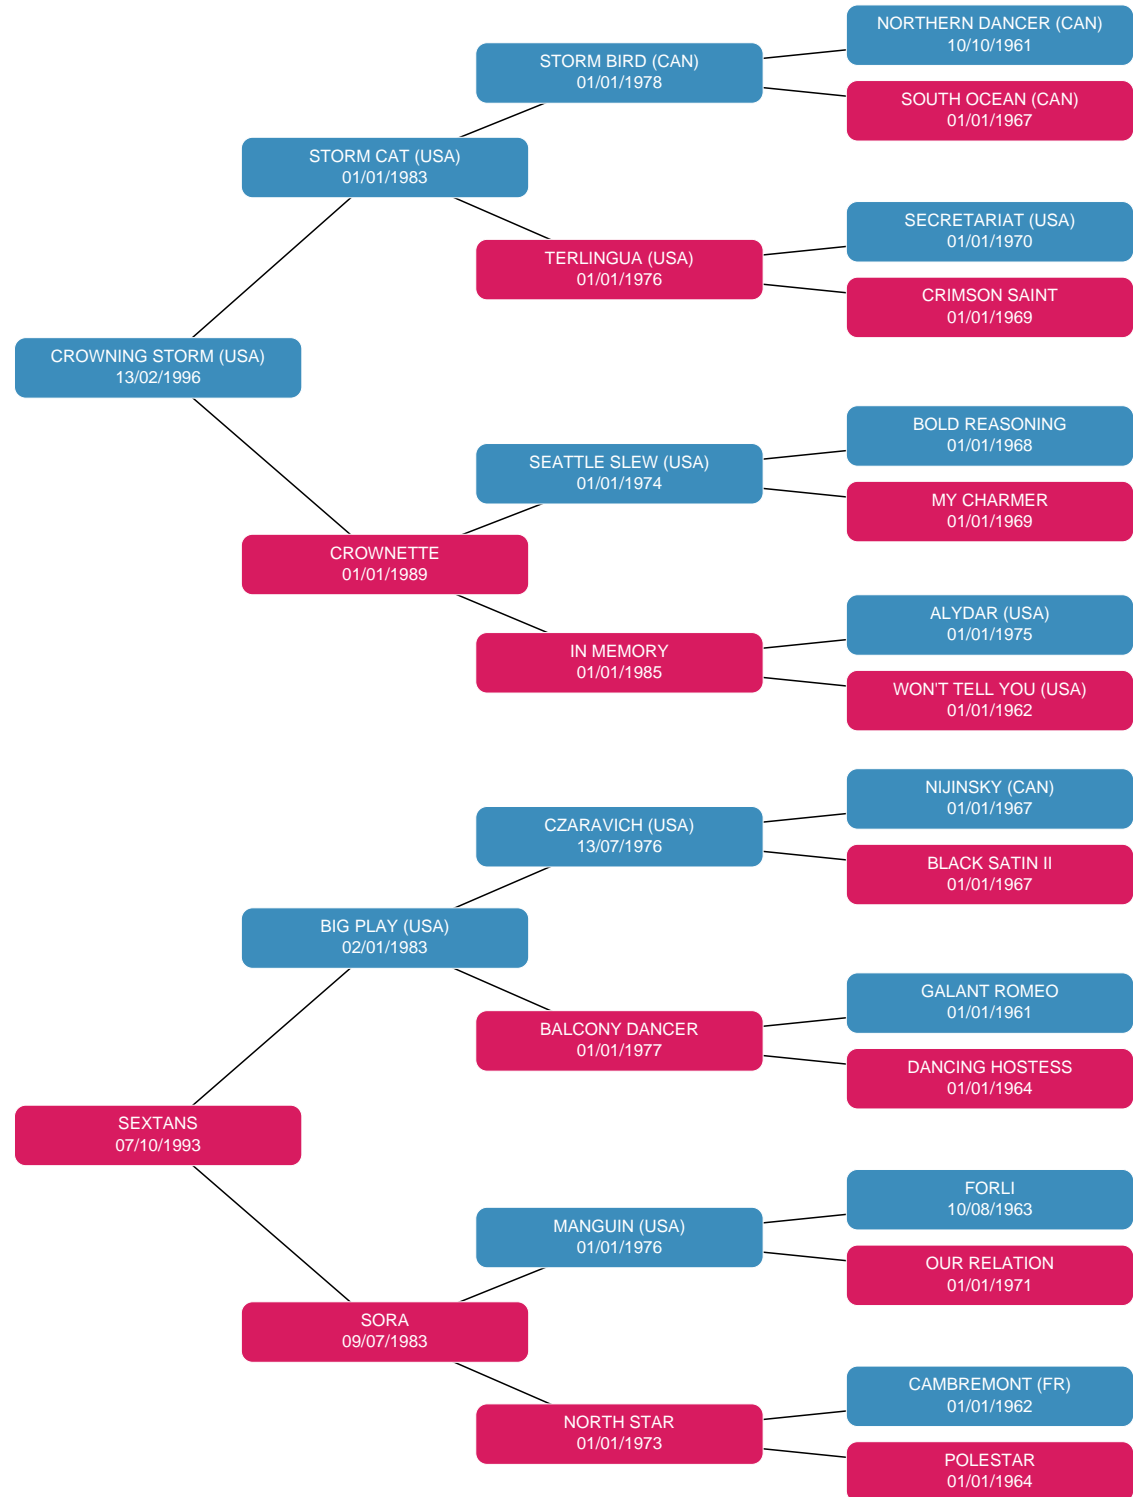 NORTHERN DANCER (CAN)
10/10/1961
STORM BIRD (CAN)
01/01/1978
SOUTH OCEAN (CAN)
01/01/1967
STORM CAT (USA)
01/01/1983
SECRETARIAT (USA)
01/01/1970
TERLINGUA (USA)
01/01/1976
CRIMSON SAINT
01/01/1969
CROWNING STORM (USA)
13/02/1996
BOLD REASONING
01/01/1968
SEATTLE SLEW (USA)
01/01/1974
MY CHARMER
01/01/1969
CROWNETTE
01/01/1989
ALYDAR (USA)
01/01/1975
IN MEMORY
01/01/1985
WON'T TELL YOU (USA)
01/01/1962
NIJINSKY (CAN)
01/01/1967
CZARAVICH (USA)
13/07/1976
BLACK SATIN II
01/01/1967
BIG PLAY (USA)
02/01/1983
GALANT ROMEO
01/01/1961
BALCONY DANCER
01/01/1977
DANCING HOSTESS
01/01/1964
SEXTANS
07/10/1993
FORLI
10/08/1963
MANGUIN (USA)
01/01/1976
OUR RELATION
01/01/1971
SORA
09/07/1983
CAMBREMONT (FR)
01/01/1962
NORTH STAR
01/01/1973
POLESTAR
01/01/1964